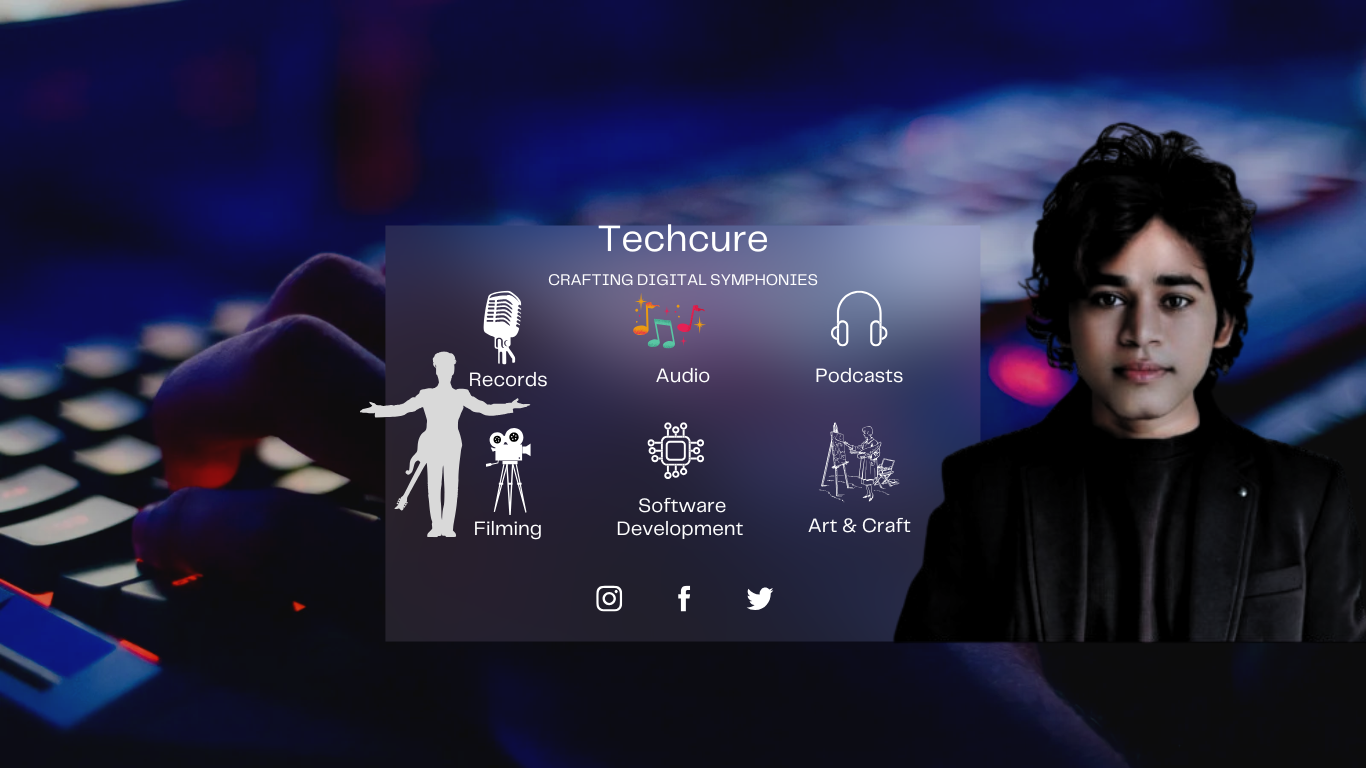 Techcure
CRAFTING DIGITAL SYMPHONIES
Records
Audio
Podcasts
Filming
Software
Development
Art & Craft